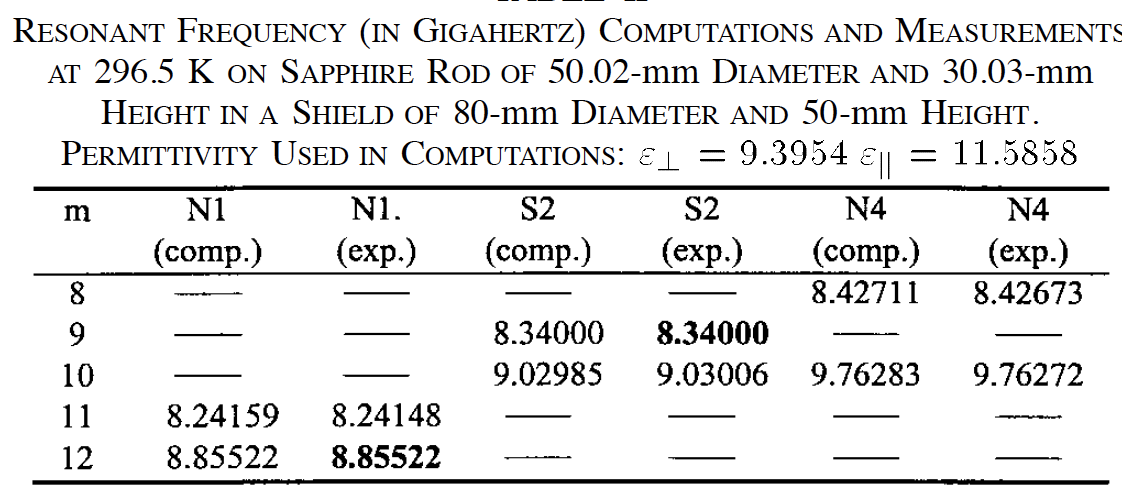 RESONANT FREQUENCY (IN GIGAHERTZ) COMPUTATIONS AND MEASUREMENTS
AT 296.5 K ON SAPPHIRE ROD OF 50.02-mm DIAMETER AND 30.03-mm
HEIGHT IN A SHIELD OF 80-mm DIAMETER AND 50-mm HEIGHT.
PERMITTIVITY USED IN COMPUTATIONS: ε⊥ = 9.3954 ε|| = 11.5858
m N1 N1. S2 S2 N4 N4
(comp.) (exp.) (comp.) (exp.) (comp.) (exp.)
8 — — — — 8.42711 8.42673
9 — — 8.34000 8.34000 — —
10 — — 9.02985 9.03006 9.76283 9.76272
11 8.24159 8.24148 — — — —
12 8.85522 8.85522 — — — —